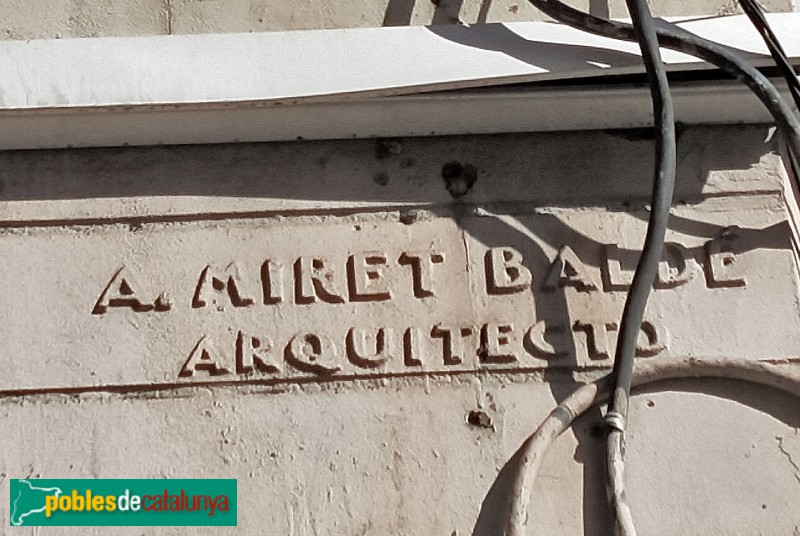 A. MIRET BALDÉ
ARQUITECTO
poblesdecatalunya